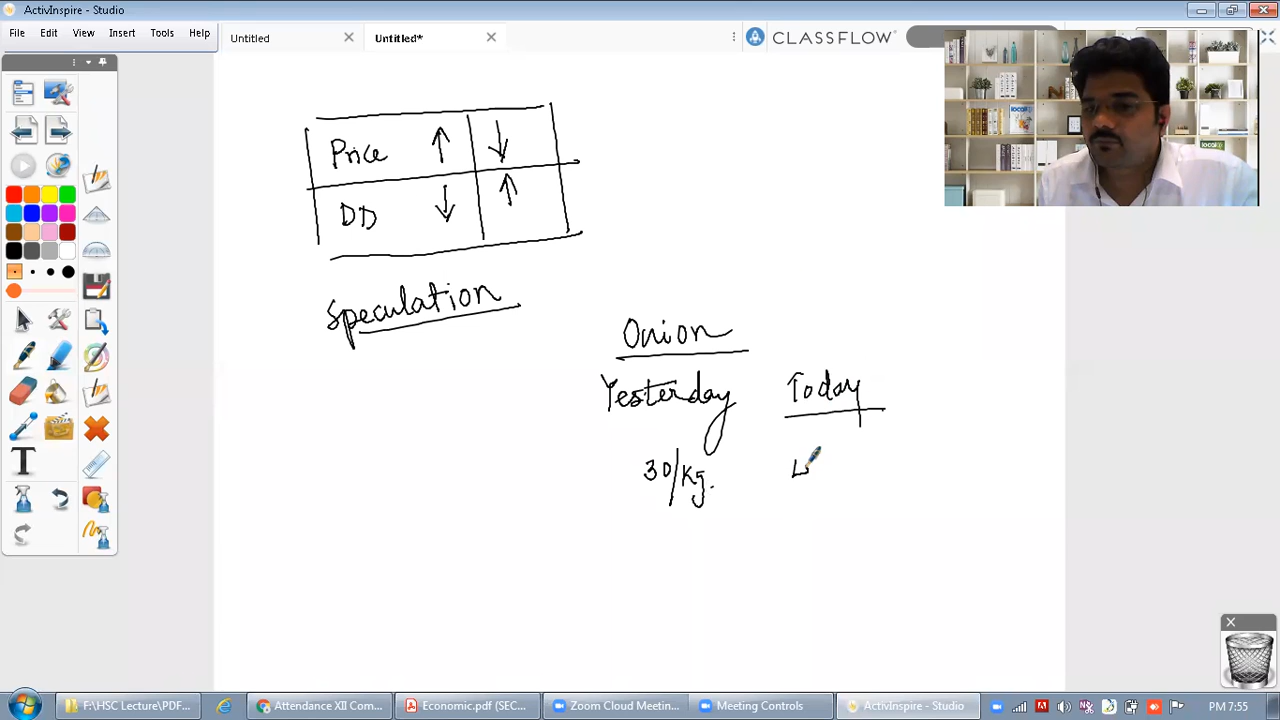 ActivInspire - Studio
File Edit View Insert Tools Help
Untitled
Untitled*
CLASSFLOW
Price ↑ ↓
DD ↓ ↑
Speculation
Onion
Yesterday Today
30/Kg.
F:\HSC Lecture\PDF...
Attendance XII Com...
Economic.pdf (SEC...
Zoom Cloud Meetin...
Meeting Controls
ActivInspire - Studio
PM 7:55